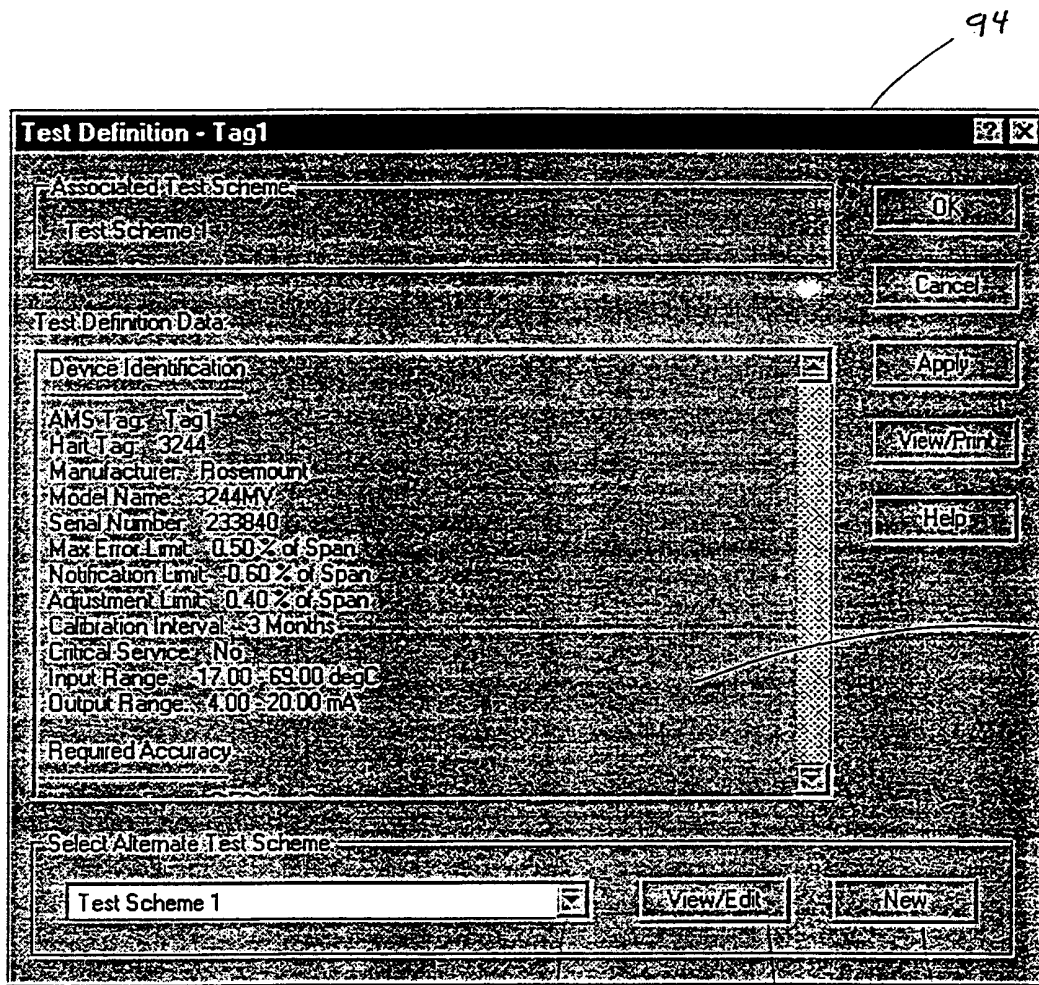 94
Test Definition - Tag1
Associated Test Scheme
Test Scheme 1
OK
Cancel
Apply
View/Print
Help
Test Definition Data:
Device Identification
AMS Tag: Tag1
Hart Tag: 3244
Manufacturer: Rosemount
Model Name: 3244MV
Serial Number: 233840
Max Error Limit: 0.50 % of Span
Notification Limit: 0.60 % of Span
Adjustment Limit: 0.40 % of Span
Calibration Interval: 3 Months
Critical Service: No
Input Range: -17.00 - 69.00 degC
Output Range: 4.00 - 20.00 mA
Required Accuracy
Select Alternate Test Scheme
Test Scheme 1
View/Edit
New